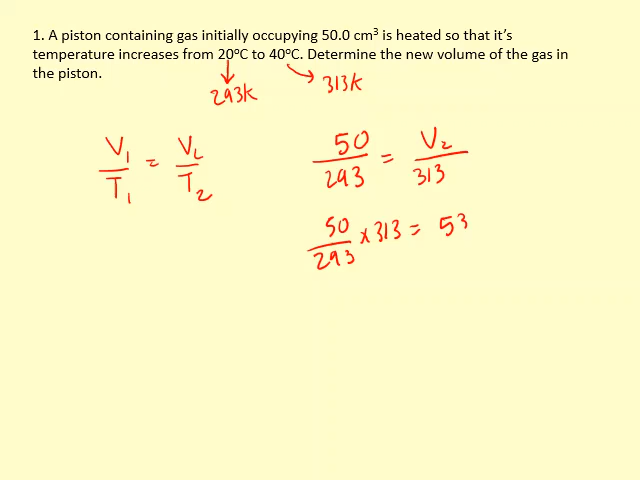 1. A piston containing gas initially occupying 50.0 cm³ is heated so that it's
temperature increases from 20°C to 40°C. Determine the new volume of the gas in
the piston.
293K
313K
V₁/T₁ = V₂/T₂
50/293 = V₂/313
50/293 × 313 = 53